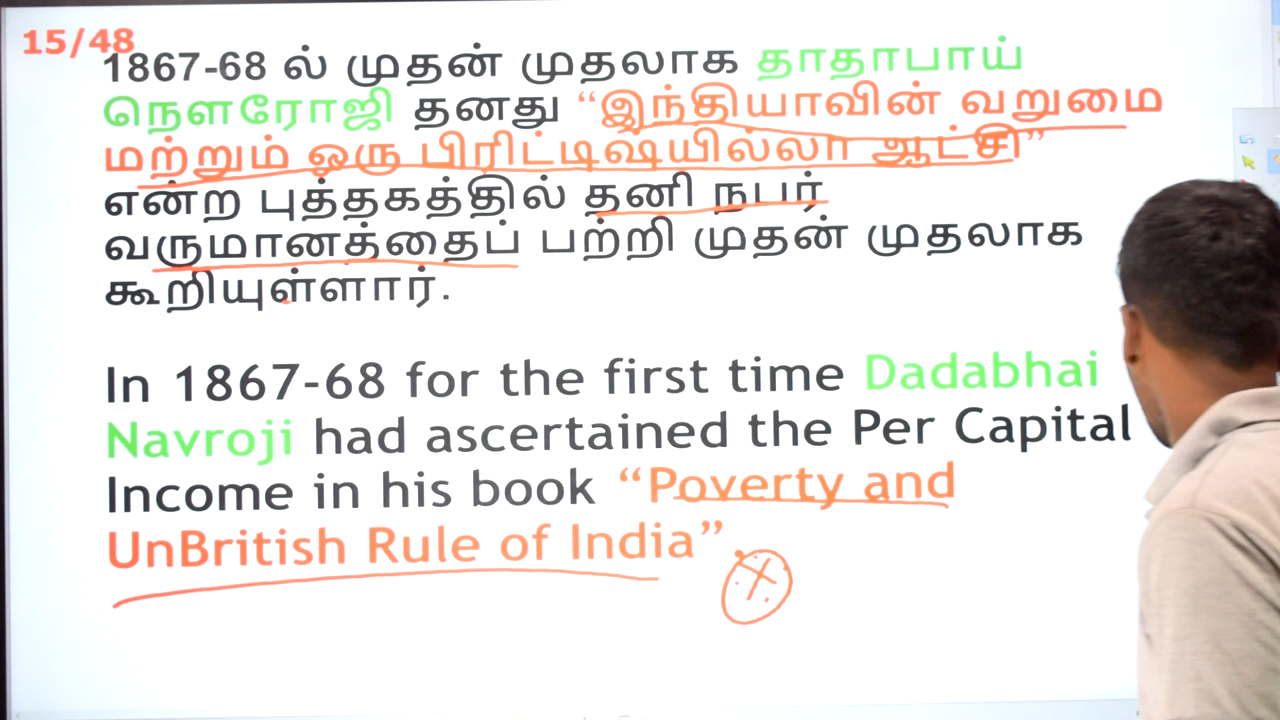 15/48
1867-68 ல் முதன் முதலாக தாதாபாய்
நௌரோஜி தனது “இந்தியாவின் வறுமை
மற்றும் ஒரு பிரிட்டிஷ்யில்லா ஆட்சி”
என்ற புத்தகத்தில் தனி நபர்
வருமானத்தைப் பற்றி முதன் முதலாக
கூறியுள்ளார்.
In 1867-68 for the first time Dadabhai
Navroji had ascertained the Per Capital
Income in his book “Poverty and
UnBritish Rule of India”